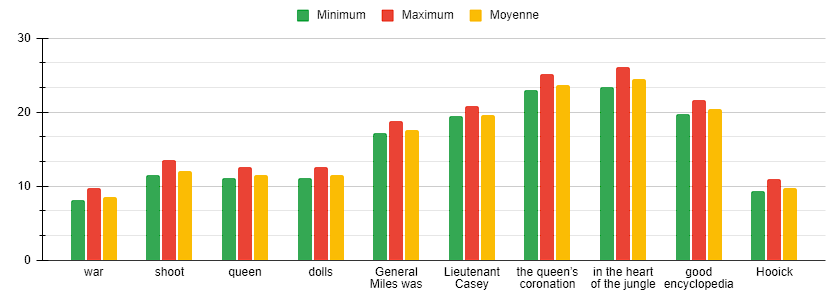 Minimum Maximum Moyenne
30
20
10
0
war shoot queen dolls General Miles was Lieutenant Casey the queen's coronation in the heart of the jungle good encyclopedia Hooick